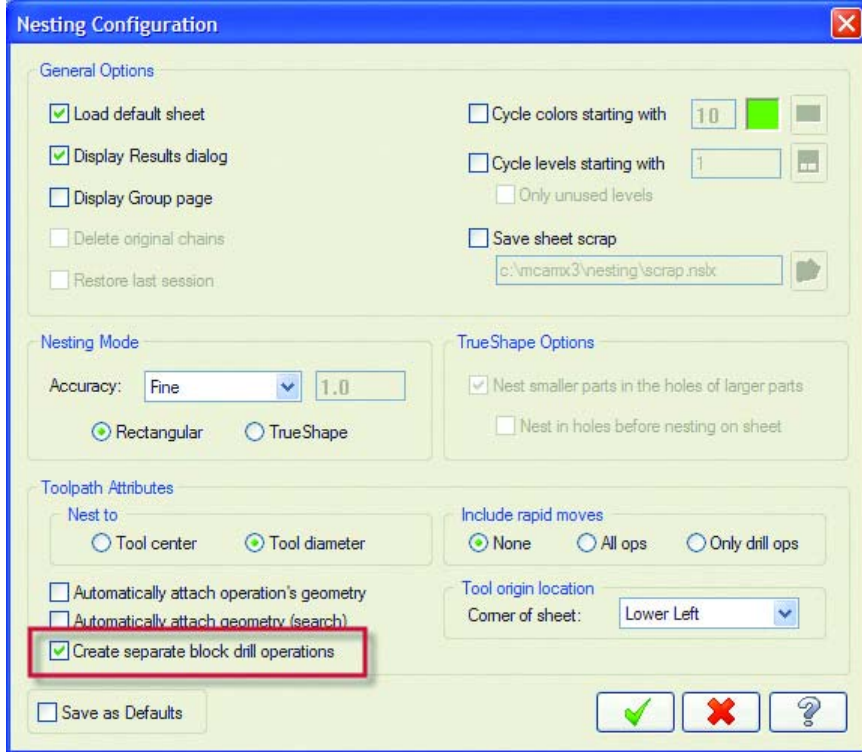 Nesting Configuration
General Options
Load default sheet
Display Results dialog
Display Group page
Delete original chains
Restore last session
Cycle colors starting with 10
Cycle levels starting with 1
Only unused levels
Save sheet scrap
c:\mcamx3\nesting\scrap.nslx
Nesting Mode
Accuracy: Fine 1.0
Rectangular TrueShape
TrueShape Options
Nest smaller parts in the holes of larger parts
Nest in holes before nesting on sheet
Toolpath Attributes
Nest to
Tool center Tool diameter
Include rapid moves
None All ops Only drill ops
Automatically attach operation's geometry
Automatically attach geometry (search)
Create separate block drill operations
Tool origin location
Corner of sheet: Lower Left
Save as Defaults